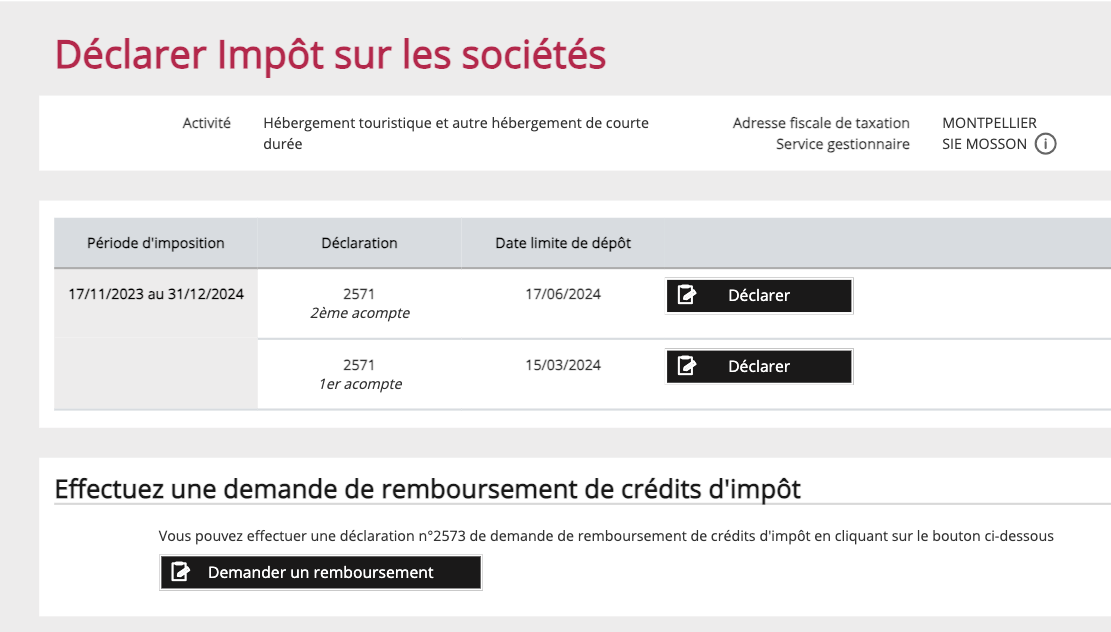 Déclarer Impôt sur les sociétés
Activité
Hébergement touristique et autre hébergement de courte
durée
Adresse fiscale de taxation
MONTPELLIER
Service gestionnaire
SIE MOSSON
Période d'imposition
Déclaration
Date limite de dépôt
17/11/2023 au 31/12/2024
2571
2ème acompte
17/06/2024
Déclarer
2571
1er acompte
15/03/2024
Déclarer
Effectuez une demande de remboursement de crédits d'impôt
Vous pouvez effectuer une déclaration n°2573 de demande de remboursement de crédits d'impôt en cliquant sur le bouton ci-dessous
Demander un remboursement